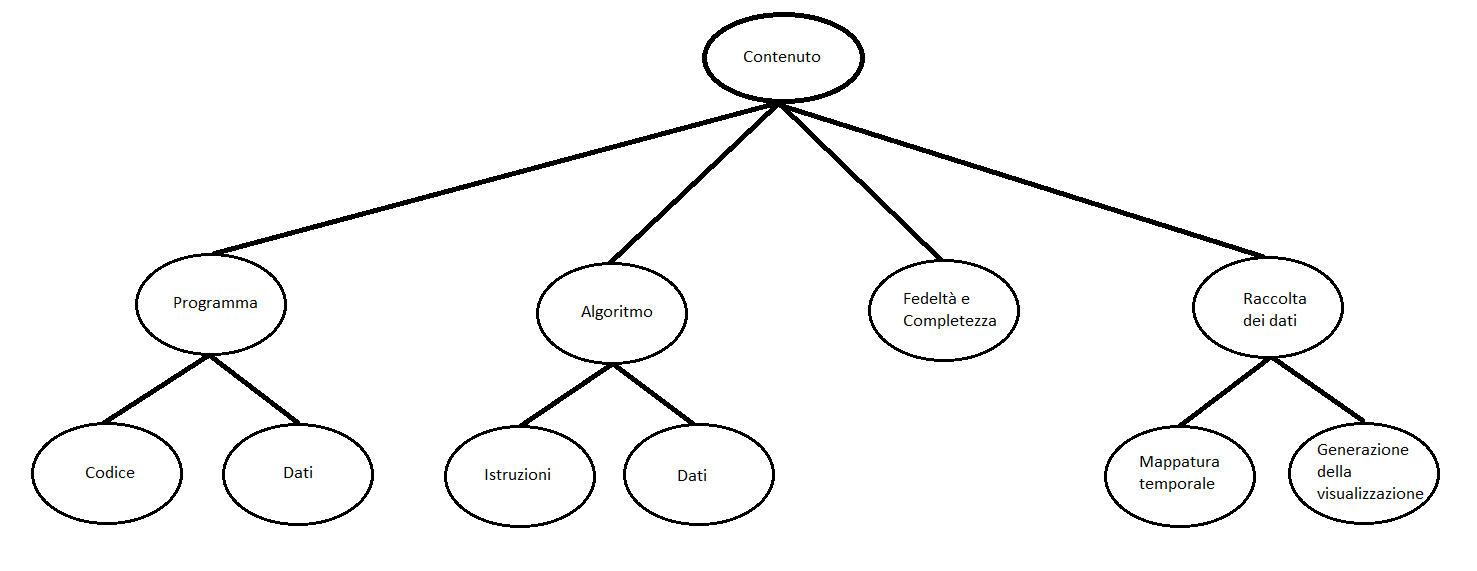 Contenuto
Programma
Algoritmo
Fedeltà e
Completezza
Raccolta
dei dati
Codice
Dati
Istruzioni
Dati
Mappatura
temporale
Generazione
della
visualizzazione